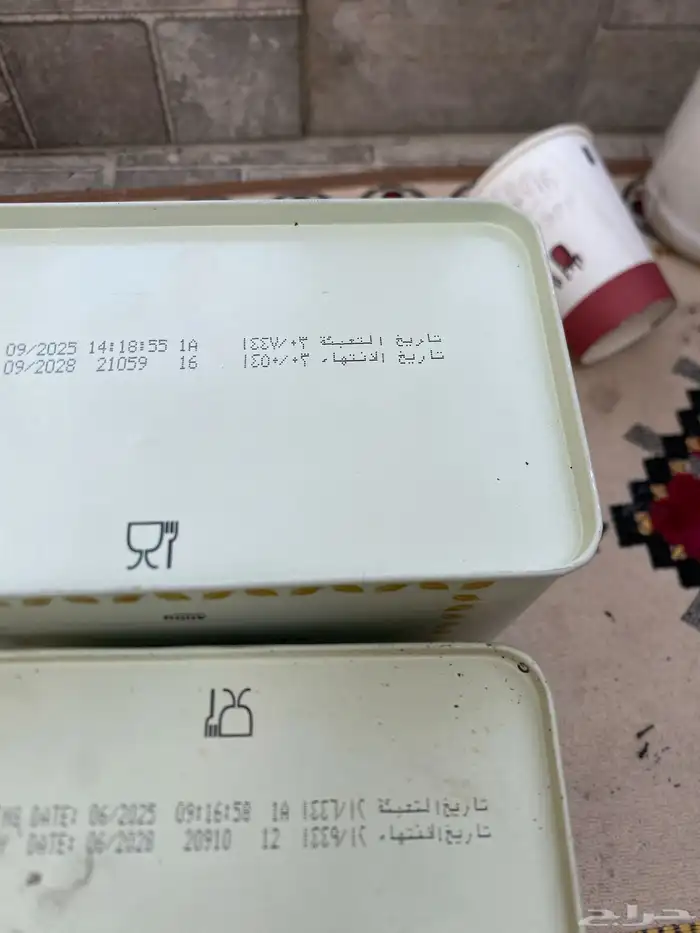 09/2025 14:18:55 1A ١٤٤٧/٠٣ تاريخ التعبئة
09/2028 21059 16 ١٤٥٠/٠٣ تاريخ الانتهاء
DATE: 06/2025 09:16:58 1A ١٤٤٦/١٢ تاريخ التعبئة
DATE: 06/2028 20910 12 ١٤٤٩/١٢ تاريخ الانتهاء
حراج